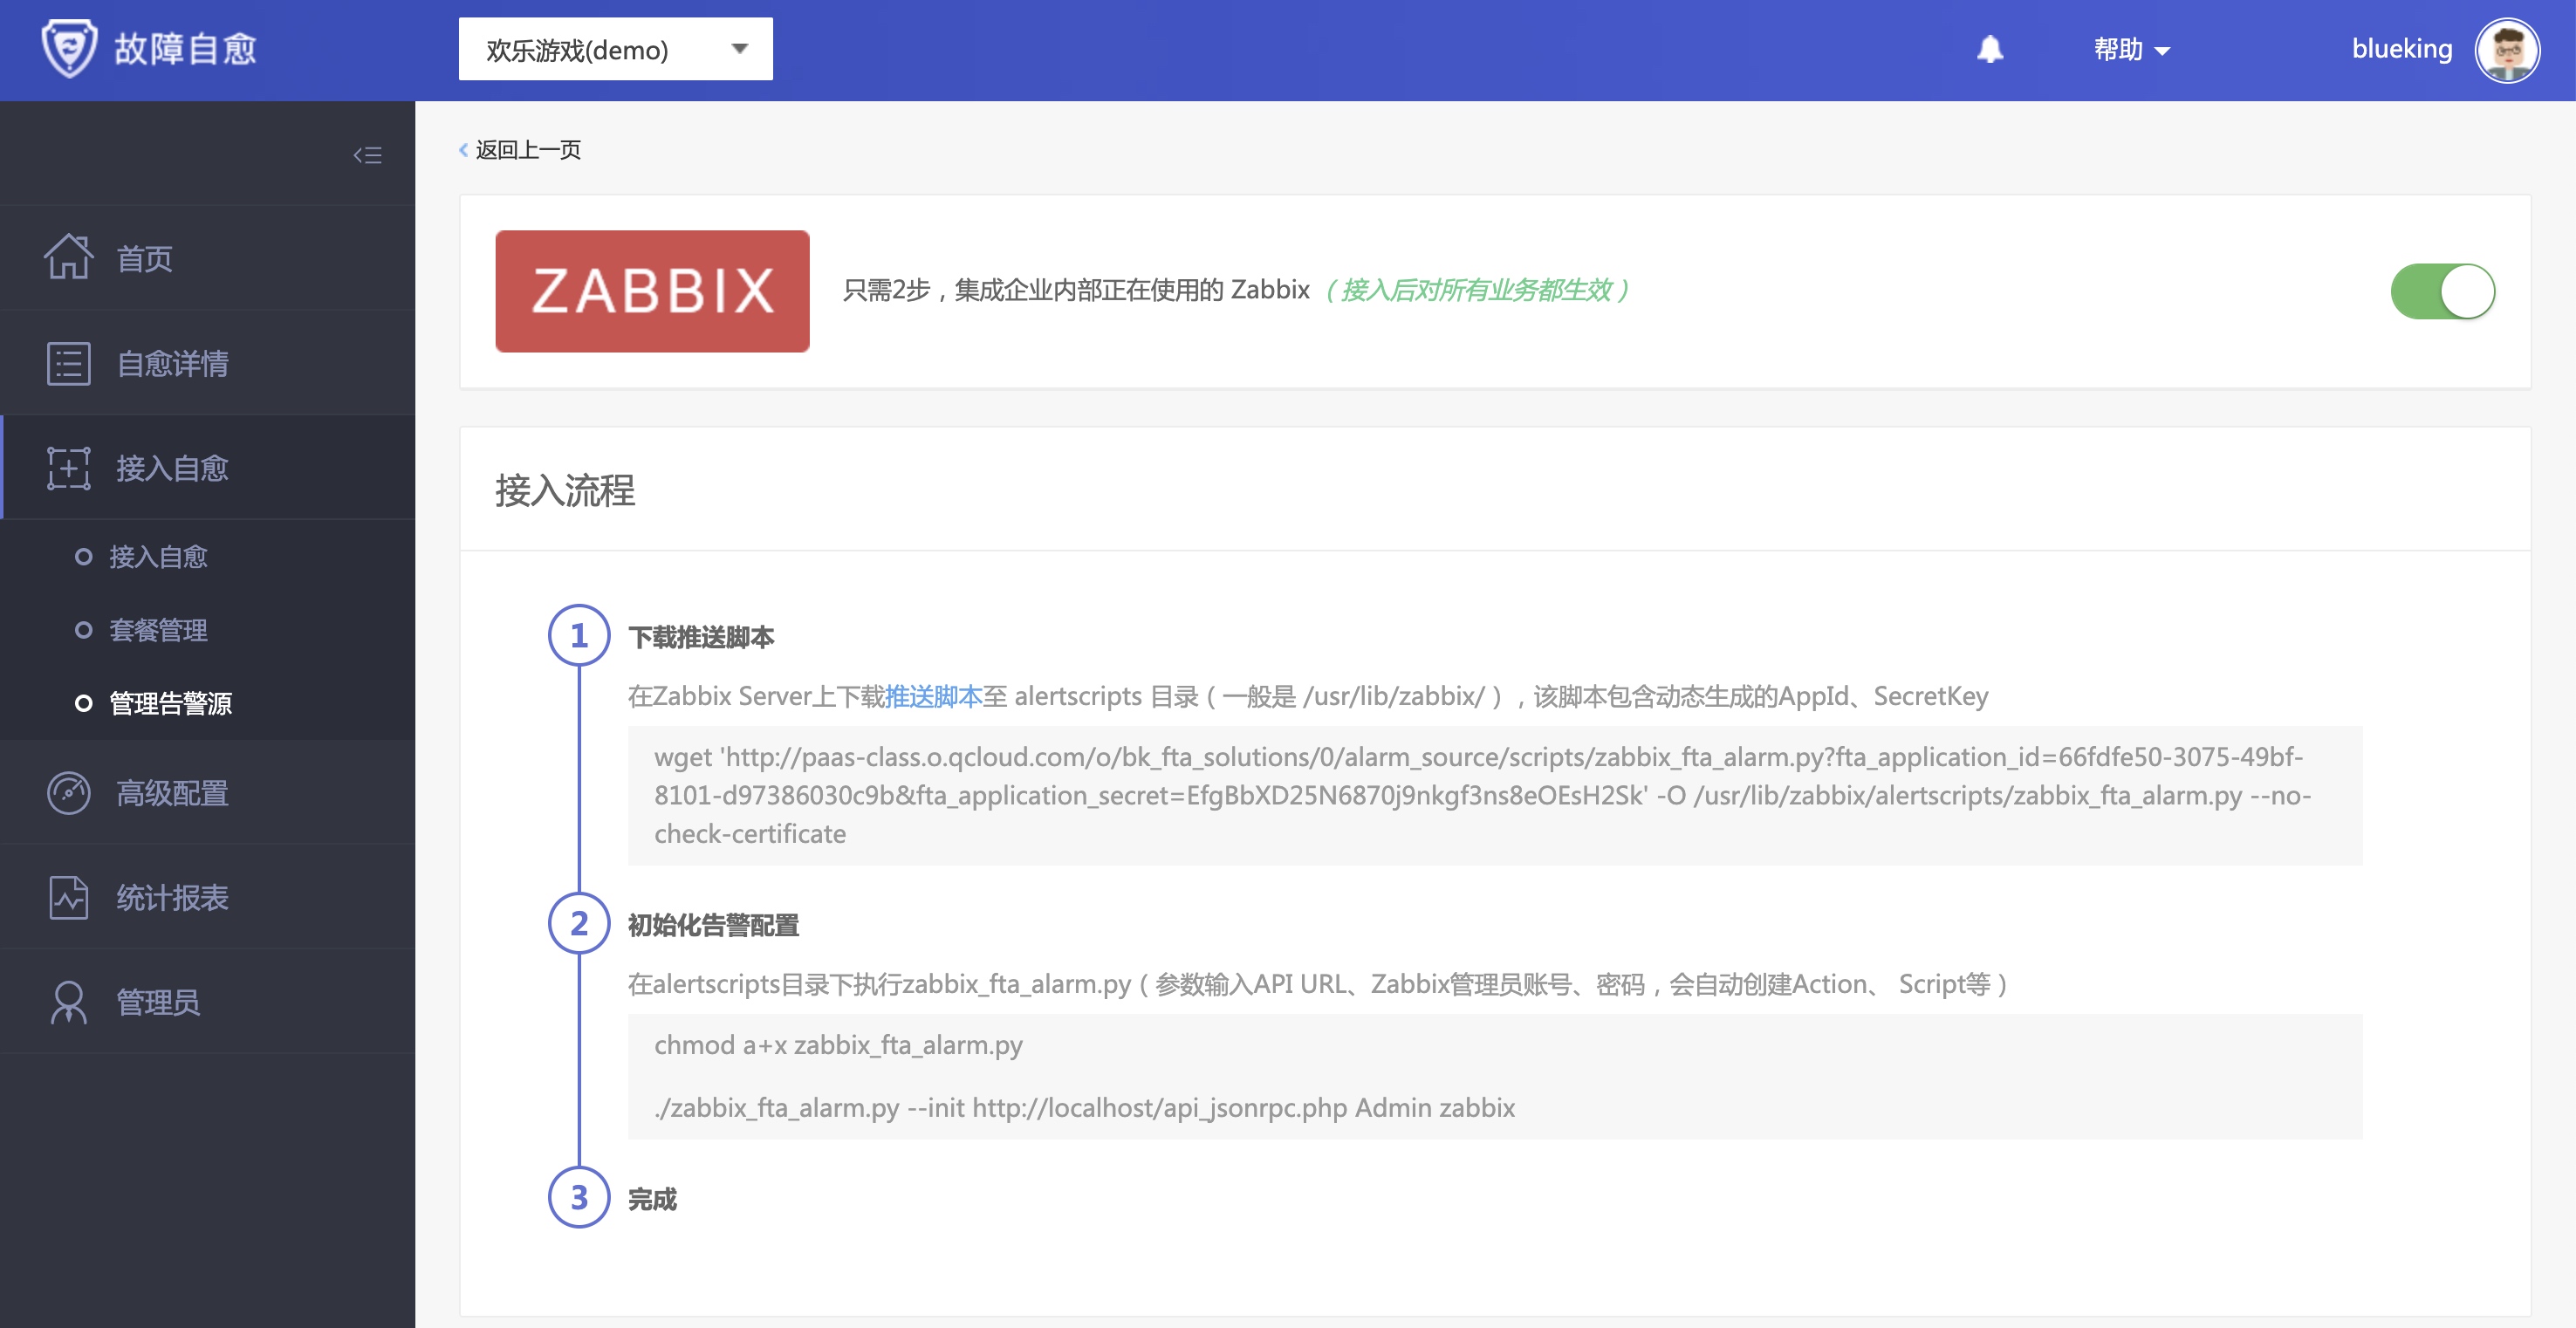 故障自愈
欢乐游戏(demo)
帮助
blueking
返回上一页
首页
自愈详情
接入自愈
接入自愈
套餐管理
管理告警源
高级配置
统计报表
管理员
ZABBIX
只需2步，集成企业内部正在使用的 Zabbix （接入后对所有业务都生效）
接入流程
1 下载推送脚本
在Zabbix Server上下载推送脚本至 alertscripts 目录（一般是 /usr/lib/zabbix/），该脚本包含动态生成的AppId、SecretKey
wget 'http://paas-class.o.qcloud.com/o/bk_fta_solutions/0/alarm_source/scripts/zabbix_fta_alarm.py?fta_application_id=66fdfe50-3075-49bf-
8101-d97386030c9b&fta_application_secret=EfgBbXD25N6870j9nkgf3ns8eOEsH2Sk' -O /usr/lib/zabbix/alertscripts/zabbix_fta_alarm.py --no-
check-certificate
2 初始化告警配置
在alertscripts目录下执行zabbix_fta_alarm.py（参数输入API URL、Zabbix管理员账号、密码，会自动创建Action、 Script等）
chmod a+x zabbix_fta_alarm.py
./zabbix_fta_alarm.py --init http://localhost/api_jsonrpc.php Admin zabbix
3 完成